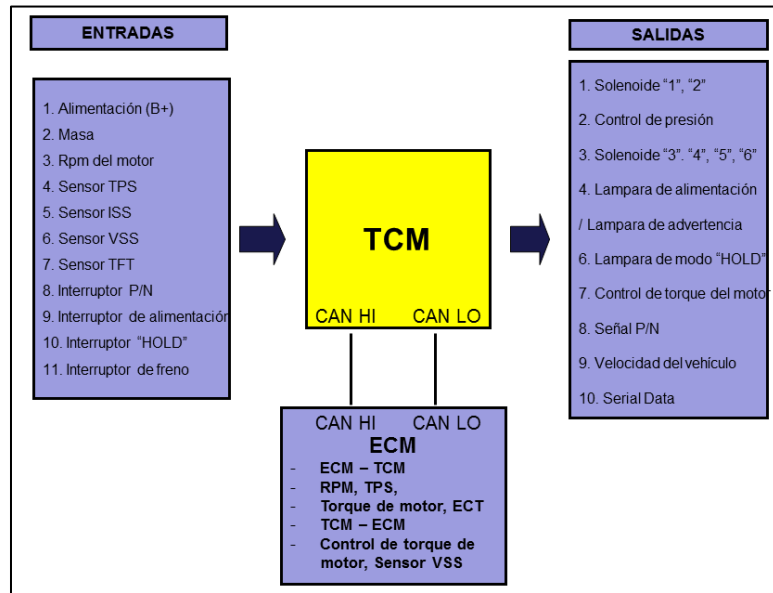 ENTRADAS
1. Alimentación (B+)
2. Masa
3. Rpm del motor
4. Sensor TPS
5. Sensor ISS
6. Sensor VSS
7. Sensor TFT
8. Interruptor P/N
9. Interruptor de alimentación
10. Interruptor “HOLD”
11. Interruptor de freno
TCM
CAN HI CAN LO
CAN HI CAN LO
ECM
- ECM – TCM
- RPM, TPS,
- Torque de motor, ECT
- TCM – ECM
- Control de torque de
motor, Sensor VSS
SALIDAS
1. Solenoide “1”, “2”
2. Control de presión
3. Solenoide “3”. “4”, “5”, “6”
4. Lampara de alimentación
/ Lampara de advertencia
6. Lampara de modo “HOLD”
7. Control de torque del motor
8. Señal P/N
9. Velocidad del vehículo
10. Serial Data